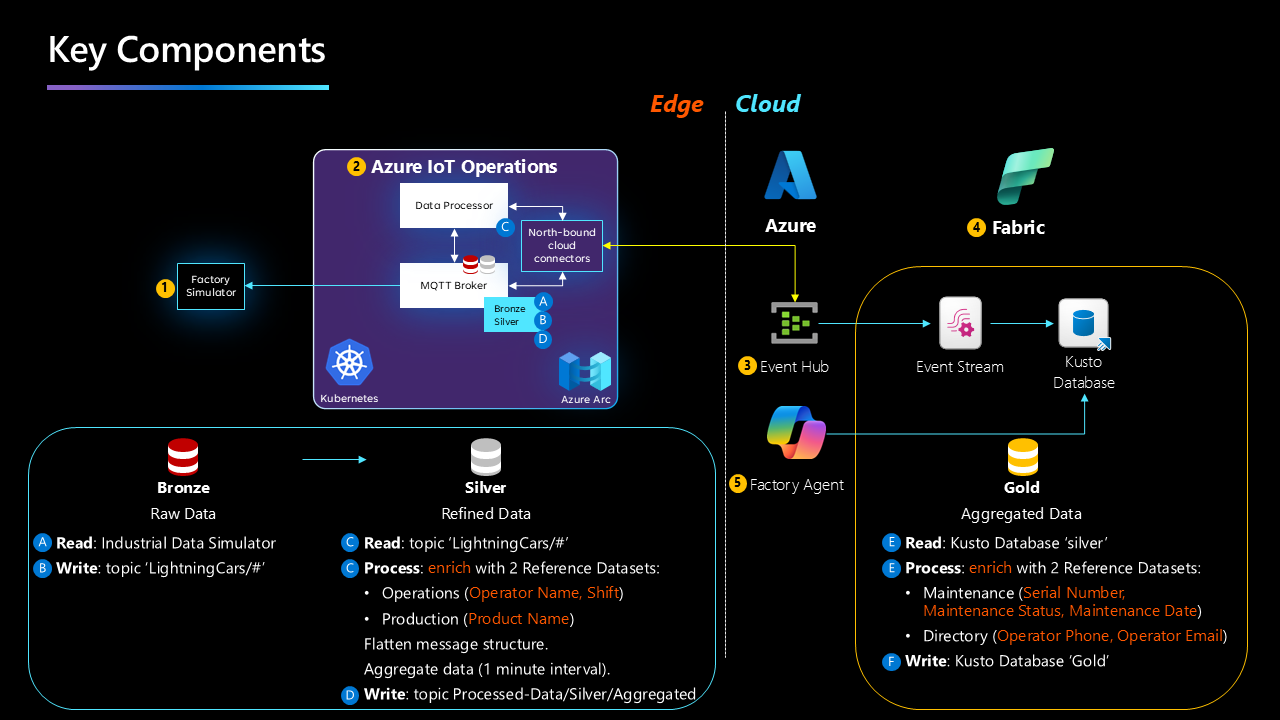 Key Components
Edge
Cloud
2 Azure IoT Operations
Data Processor
C
North-bound
cloud
connectors
MQTT Broker
Bronze
Silver
A
B
D
Kubernetes
Azure Arc
1
Factory
Simulator
Azure
4 Fabric
3 Event Hub
Event Stream
Kusto
Database
5 Factory Agent
Bronze
Raw Data
A Read: Industrial Data Simulator
B Write: topic ‘LightningCars/#’
Silver
Refined Data
C Read: topic ‘LightningCars/#’
C Process: enrich with 2 Reference Datasets:
• Operations (Operator Name, Shift)
• Production (Product Name)
Flatten message structure.
Aggregate data (1 minute interval).
D Write: topic Processed-Data/Silver/Aggregated
Gold
Aggregated Data
E Read: Kusto Database ‘silver’
E Process: enrich with 2 Reference Datasets:
• Maintenance (Serial Number,
Maintenance Status, Maintenance Date)
• Directory (Operator Phone, Operator Email)
F Write: Kusto Database ‘Gold’